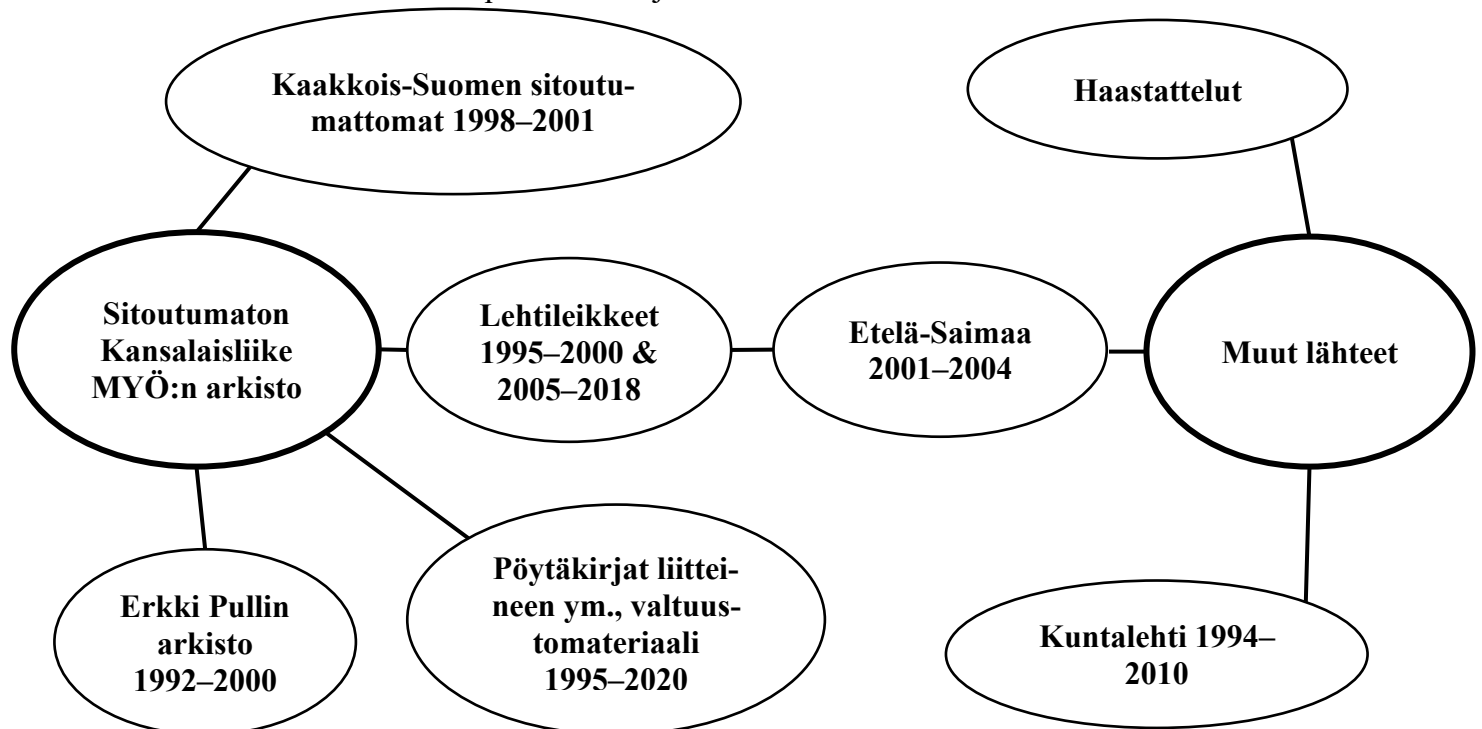 Kaakkois-Suomen sitoutu-
mattomat 1998–2001
Haastattelut
Sitoutumaton
Kansalaisliike
MYÖ:n arkisto
Lehtileikkeet
1995–2000 &
2005–2018
Etelä-Saimaa
2001–2004
Muut lähteet
Erkki Pullin
arkisto
1992–2000
Pöytäkirjat liittei-
neen ym., valtuus-
tomateriaali
1995–2020
Kuntalehti 1994–
2010